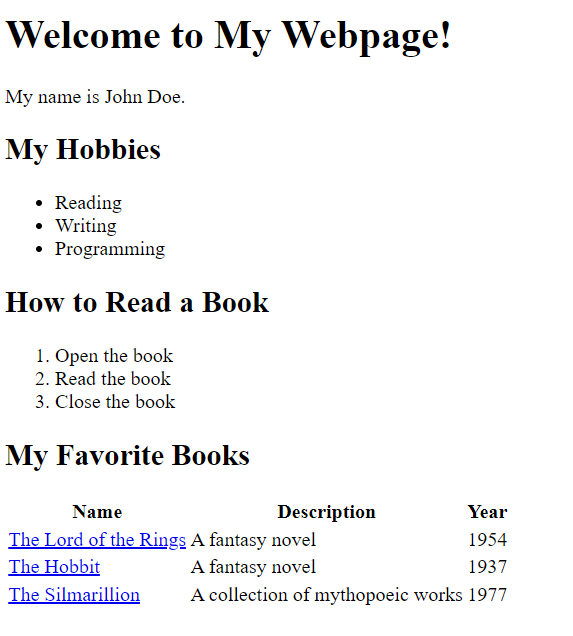 Welcome to My Webpage!
My name is John Doe.
My Hobbies
• Reading
• Writing
• Programming
How to Read a Book
1. Open the book
2. Read the book
3. Close the book
My Favorite Books
Name Description Year
The Lord of the Rings A fantasy novel 1954
The Hobbit A fantasy novel 1937
The Silmarillion A collection of mythopoeic works 1977